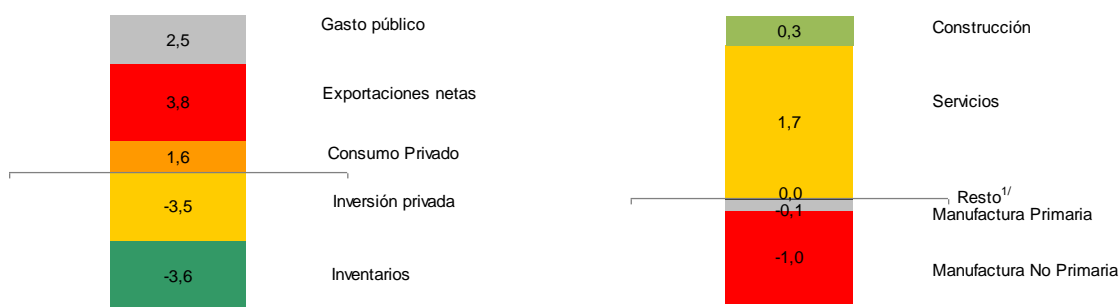 2,5 Gasto público
3,8 Exportaciones netas
1,6 Consumo Privado
-3,5 Inversión privada
-3,6 Inventarios
0,3 Construcción
1,7 Servicios
0,0 Resto1/
-0,1 Manufactura Primaria
-1,0 Manufactura No Primaria